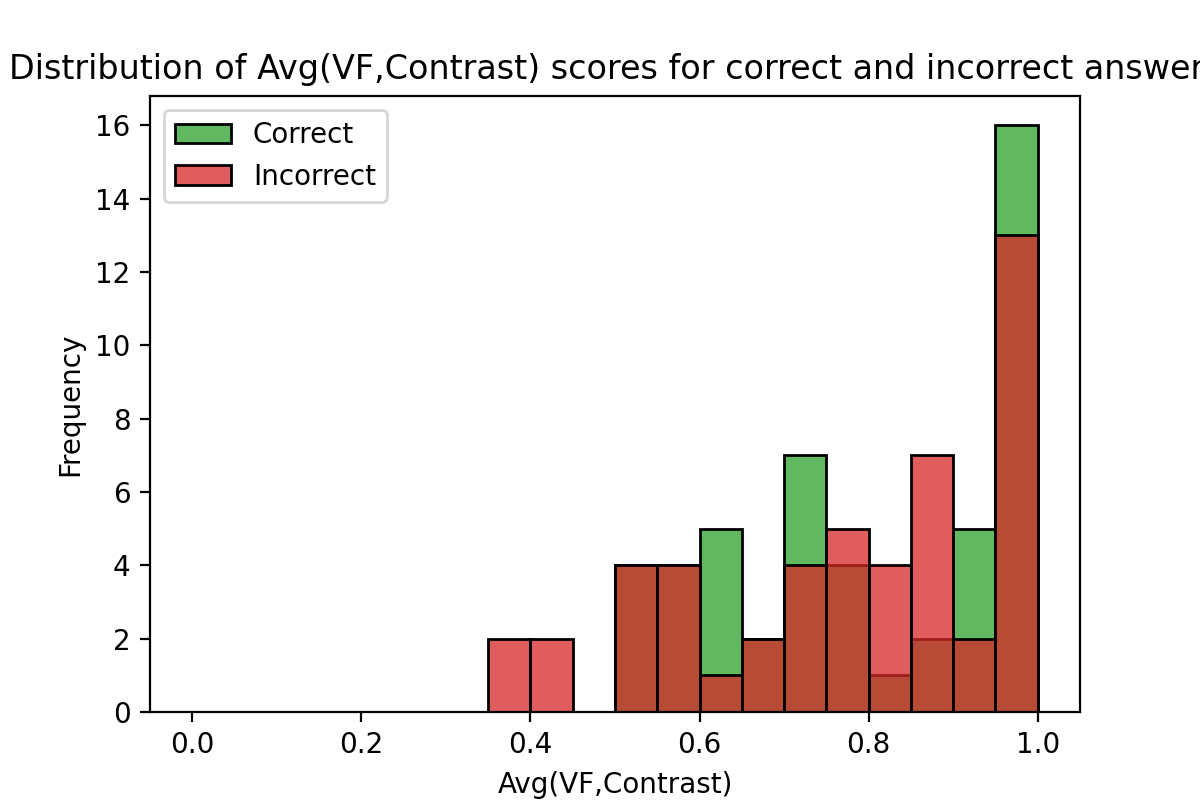 Distribution of Avg(VF,Contrast) scores for correct and incorrect answer
Correct
Incorrect
16
14
12
10
8
6
4
2
0
Frequency
0.0 0.2 0.4 0.6 0.8 1.0
Avg(VF,Contrast)